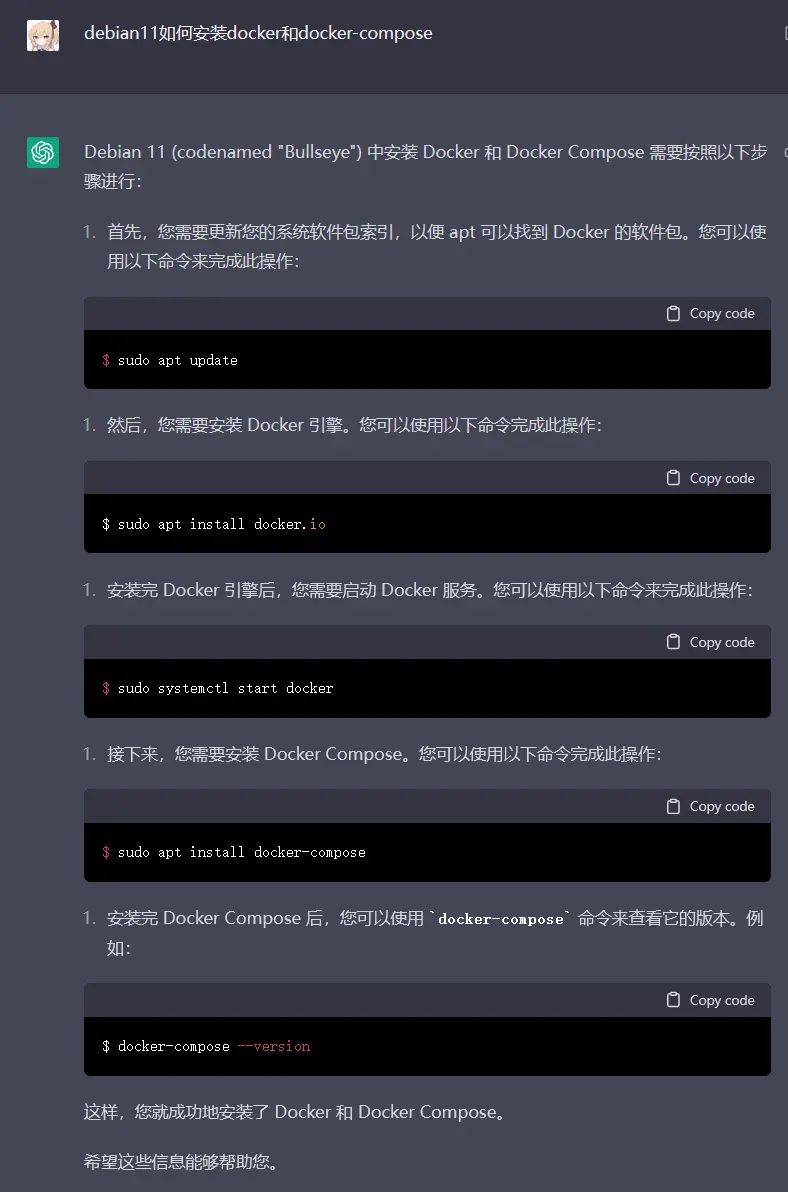 debian11如何安装docker和docker-compose
Debian 11 (codenamed "Bullseye") 中安装 Docker 和 Docker Compose 需要按照以下步
骤进行：
1. 首先，您需要更新您的系统软件包索引，以便 apt 可以找到 Docker 的软件包。您可以使
用以下命令来完成此操作：
Copy code
$ sudo apt update
1. 然后，您需要安装 Docker 引擎。您可以使用以下命令完成此操作：
Copy code
$ sudo apt install docker.io
1. 安装完 Docker 引擎后，您需要启动 Docker 服务。您可以使用以下命令来完成此操作：
Copy code
$ sudo systemctl start docker
1. 接下来，您需要安装 Docker Compose。您可以使用以下命令完成此操作：
Copy code
$ sudo apt install docker-compose
1. 安装完 Docker Compose 后，您可以使用 `docker-compose` 命令来查看它的版本。例
如：
Copy code
$ docker-compose --version
这样，您就成功地安装了 Docker 和 Docker Compose。
希望这些信息能够帮助您。